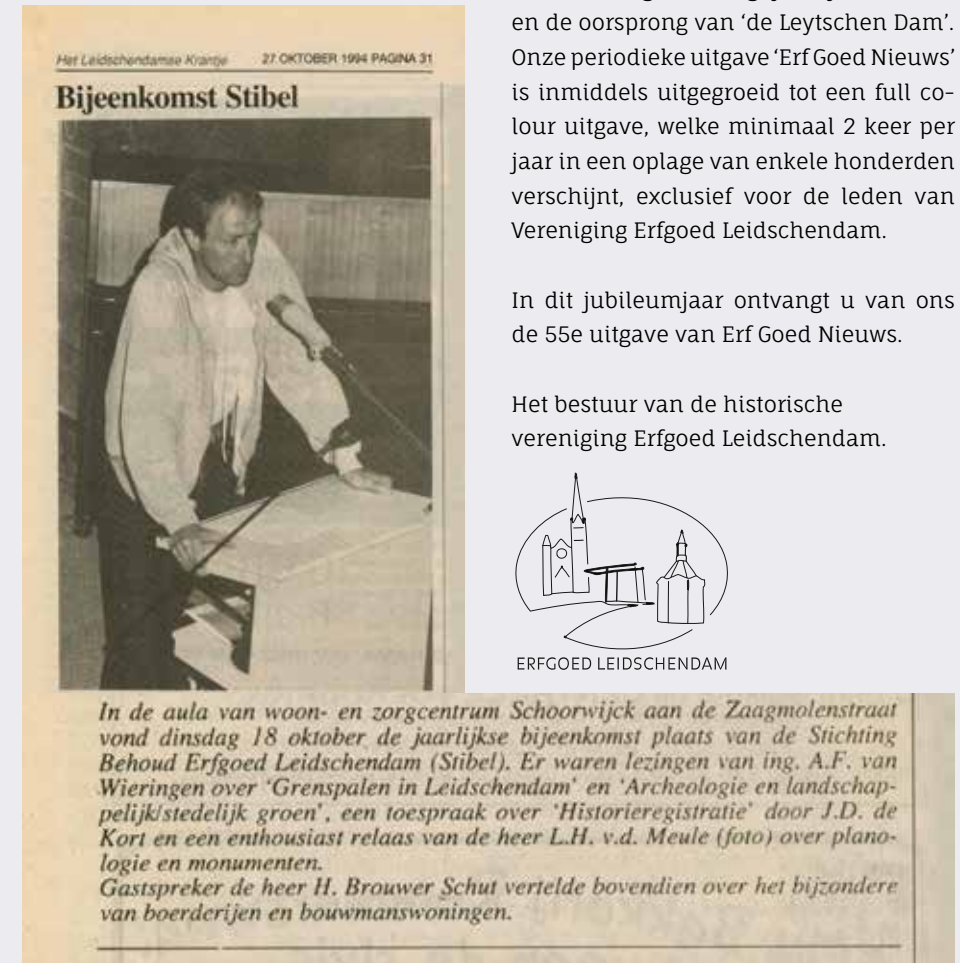 Het Leidschendamse Krantje 27 OKTOBER 1994 PAGINA 31
Bijeenkomst Stibel
In de aula van woon- en zorgcentrum Schoorwijck aan de Zaagmolenstraat
vond dinsdag 18 oktober de jaarlijkse bijeenkomst plaats van de Stichting
Behoud Erfgoed Leidschendam (Stibel). Er waren lezingen van ing. A.F. van
Wieringen over ‘Grenspalen in Leidschendam’ en ‘Archeologie en landschap-
pelijk/stedelijk groen’, een toespraak over ‘Historieregistratie’ door J.D. de
Kort en een enthousiast relaas van de heer L.H. v.d. Meule (foto) over plano-
logie en monumenten.
Gastspreker de heer H. Brouwer Schut vertelde bovendien over het bijzondere
van boerderijen en bouwmanswoningen.
en de oorsprong van ‘de Leytschen Dam’.
Onze periodieke uitgave ‘Erf Goed Nieuws’
is inmiddels uitgegroeid tot een full co-
lour uitgave, welke minimaal 2 keer per
jaar in een oplage van enkele honderden
verschijnt, exclusief voor de leden van
Vereniging Erfgoed Leidschendam.
In dit jubileumjaar ontvangt u van ons
de 55e uitgave van Erf Goed Nieuws.
Het bestuur van de historische
vereniging Erfgoed Leidschendam.
ERFGOED LEIDSCHENDAM